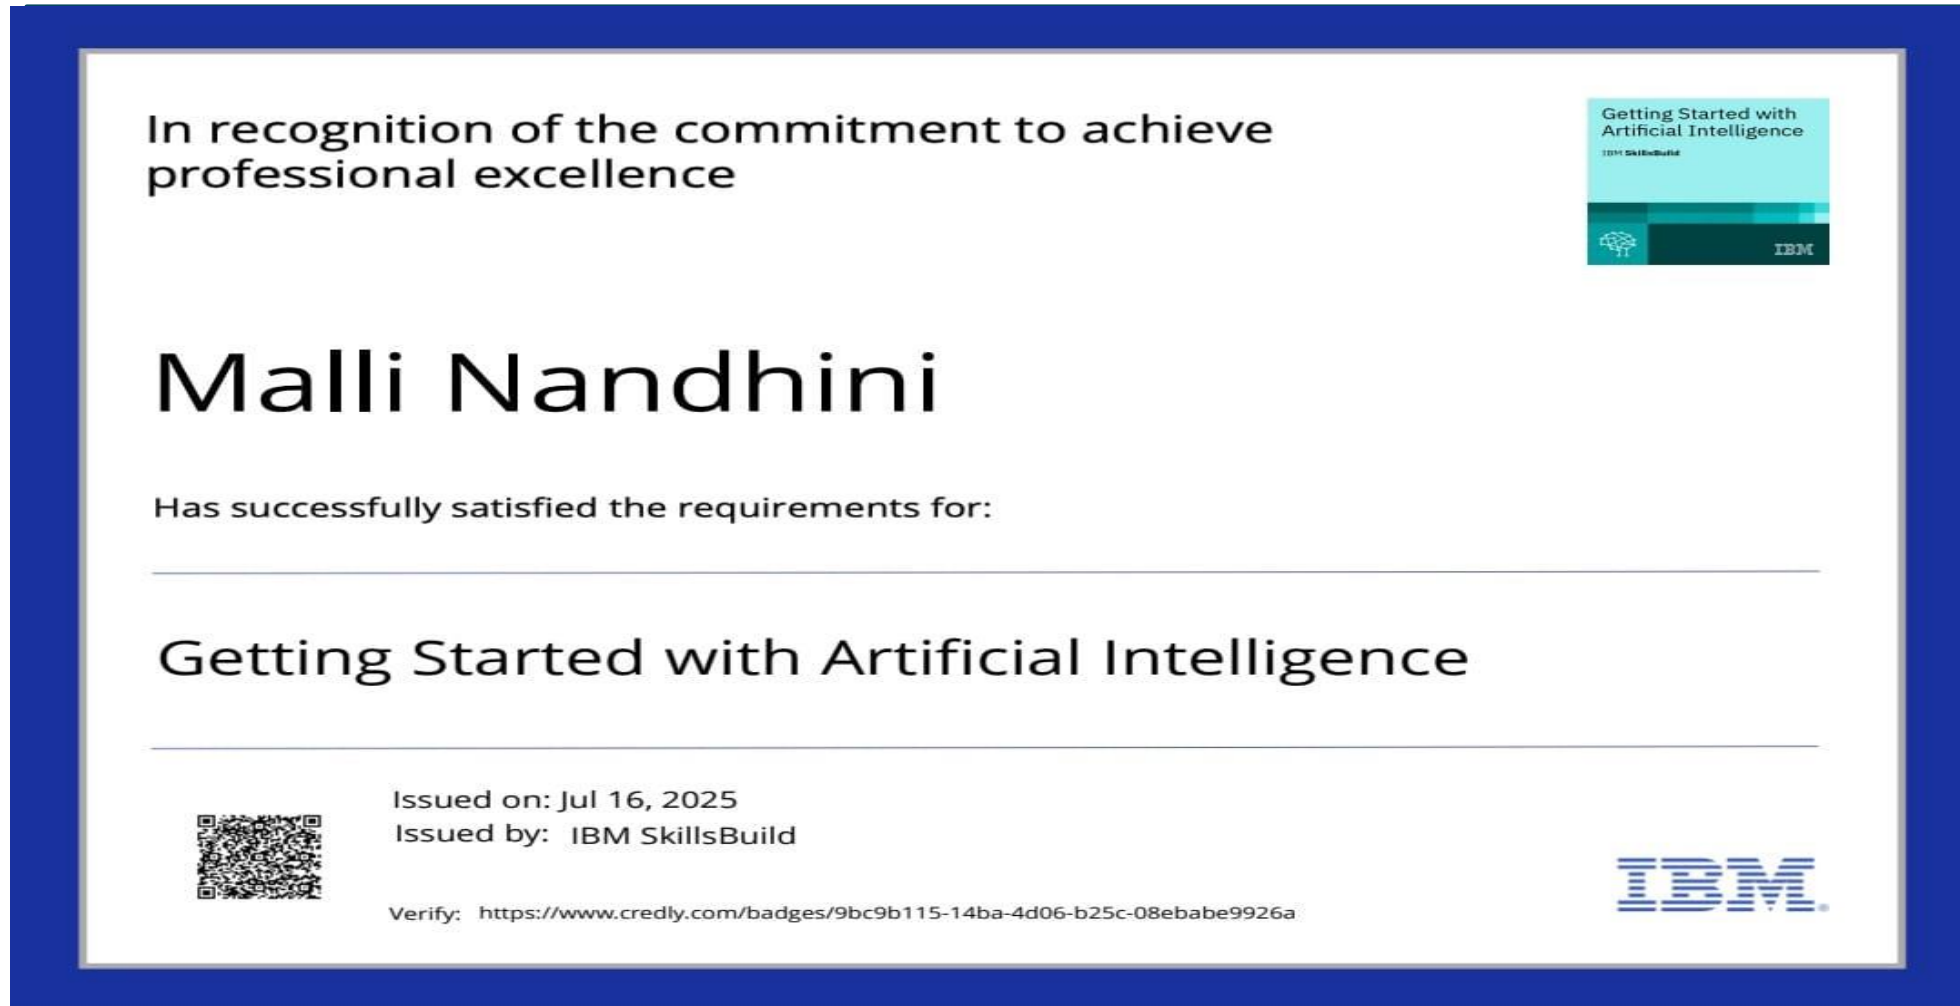 In recognition of the commitment to achieve
professional excellence
Getting Started with
Artificial Intelligence
IBM SkillsBuild
IBM
Malli Nandhini
Has successfully satisfied the requirements for:
Getting Started with Artificial Intelligence
Issued on: Jul 16, 2025
Issued by: IBM SkillsBuild
Verify: https://www.credly.com/badges/9bc9b115-14ba-4d06-b25c-08ebabe9926a
IBM®